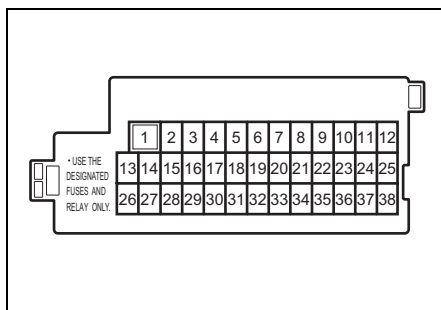 1 2 3 4 5 6 7 8 9 10 11 12
• USE THE
DESIGNATED
FUSES AND
RELAY ONLY.
13 14 15 16 17 18 19 20 21 22 23 24 25
26 27 28 29 30 31 32 33 34 35 36 37 38